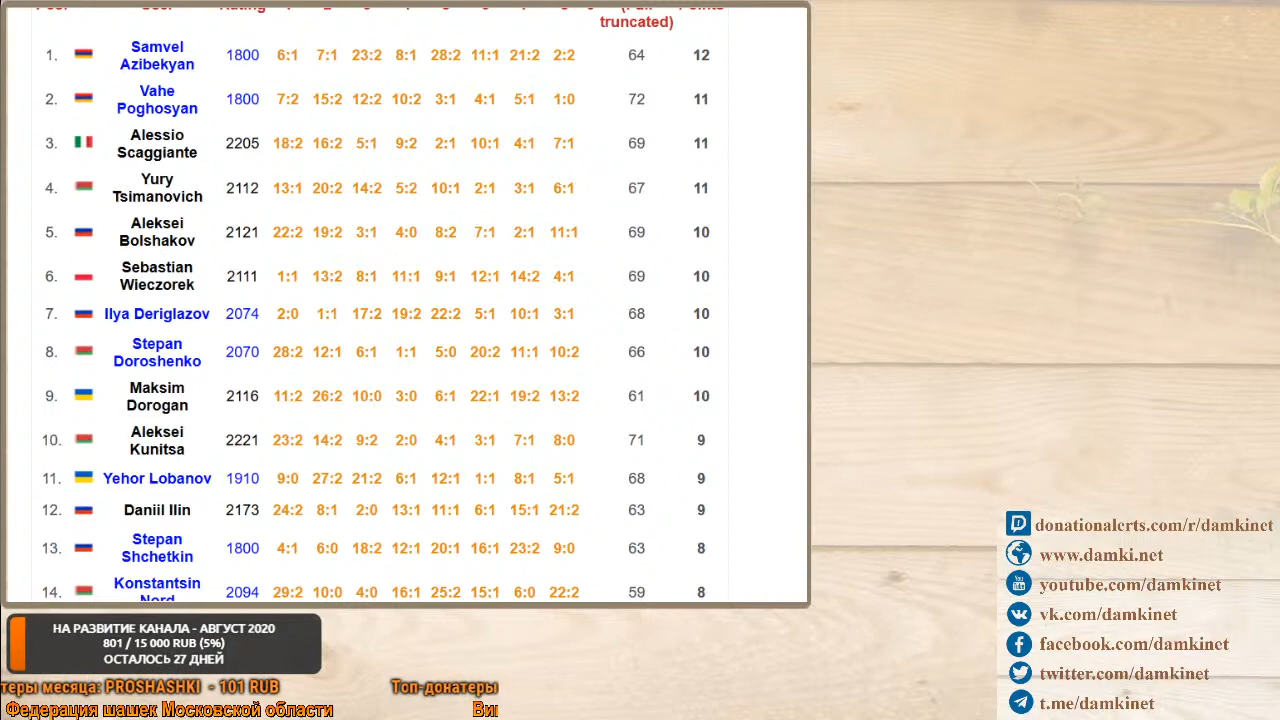 truncated)
1. Samvel Azibekyan 1800 6:1 7:1 23:2 8:1 28:2 11:1 21:2 2:2 64 12
2. Vahe Poghosyan 1800 7:2 15:2 12:2 10:2 3:1 4:1 5:1 1:0 72 11
3. Alessio Scaggiante 2205 18:2 16:2 5:1 9:2 2:1 10:1 4:1 7:1 69 11
4. Yury Tsimanovich 2112 13:1 20:2 14:2 5:2 10:1 2:1 3:1 6:1 67 11
5. Aleksei Bolshakov 2121 22:2 19:2 3:1 4:0 8:2 7:1 2:1 11:1 69 10
6. Sebastian Wieczorek 2111 1:1 13:2 8:1 11:1 9:1 12:1 14:2 4:1 69 10
7. Ilya Deriglazov 2074 2:0 1:1 17:2 19:2 22:2 5:1 10:1 3:1 68 10
8. Stepan Doroshenko 2070 28:2 12:1 6:1 1:1 5:0 20:2 11:1 10:2 66 10
9. Maksim Dorogan 2116 11:2 26:2 10:0 3:0 6:1 22:1 19:2 13:2 61 10
10. Aleksei Kunitsa 2221 23:2 14:2 9:2 2:0 4:1 3:1 7:1 8:0 71 9
11. Yehor Lobanov 1910 9:0 27:2 21:2 6:1 12:1 1:1 8:1 5:1 68 9
12. Daniil Ilin 2173 24:2 8:1 2:0 13:1 11:1 6:1 15:1 21:2 63 9
13. Stepan Shchetkin 1800 4:1 6:0 18:2 12:1 20:1 16:1 23:2 9:0 63 8
14. Konstantsin 2094 29:2 10:0 4:0 16:1 25:2 15:1 6:0 22:2 59 8
НА РАЗВИТИЕ КАНАЛА - АВГУСТ 2020
801 / 15 000 RUB (5%)
ОСТАЛОСЬ 27 ДНЕЙ
теры месяца: PROSHASHKI - 101 RUB Топ-донатеры
Федерация шашек Московской области
donationalerts.com/r/damkinet
www.damki.net
youtube.com/damkinet
vk.com/damkinet
facebook.com/damkinet
twitter.com/damkinet
t.me/damkinet